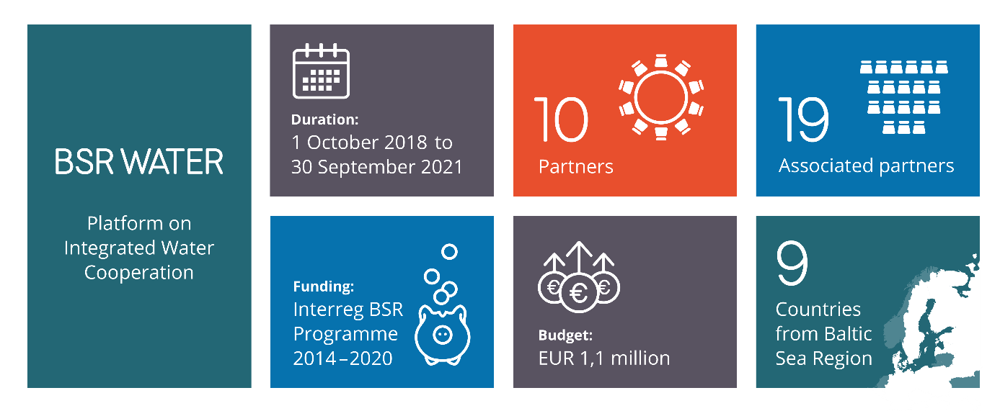 BSR WATER
Platform on
Integrated Water
Cooperation
Duration:
1 October 2018 to
30 September 2021
10
Partners
19
Associated partners
Funding:
Interreg BSR
Programme
2014–2020
€ € €
Budget:
EUR 1,1 million
9
Countries
from Baltic
Sea Region